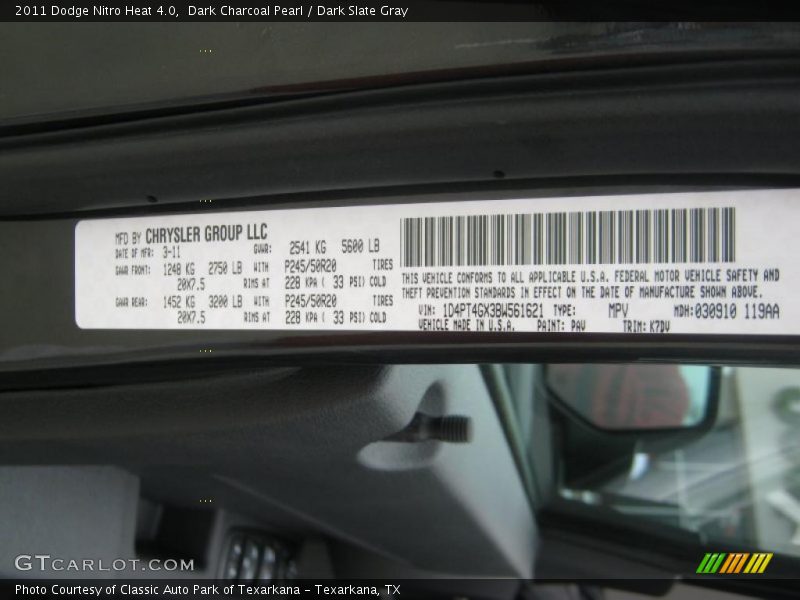 2011 Dodge Nitro Heat 4.0,  Dark Charcoal Pearl / Dark Slate Gray
MFD BY CHRYSLER GROUP LLC
DATE OF MFR: 3-11 GVWR: 2541 KG 5600 LB
GAWR FRONT: 1248 KG 2750 LB WITH P245/50R20 TIRES
20X7.5 RIMS AT 228 KPA ( 33 PSI) COLD
GAWR REAR: 1452 KG 3200 LB WITH P245/50R20 TIRES
20X7.5 RIMS AT 228 KPA ( 33 PSI) COLD
THIS VEHICLE CONFORMS TO ALL APPLICABLE U.S.A. FEDERAL MOTOR VEHICLE SAFETY AND
THEFT PREVENTION STANDARDS IN EFFECT ON THE DATE OF MANUFACTURE SHOWN ABOVE.
VIN: 1D4PT4GX3BW561621 TYPE: MPV MDH:030910 119AA
VEHICLE MADE IN U.S.A. PAINT: PAV TRIM: K7DV
GTCARLOT.COM
Photo Courtesy of Classic Auto Park of Texarkana - Texarkana, TX